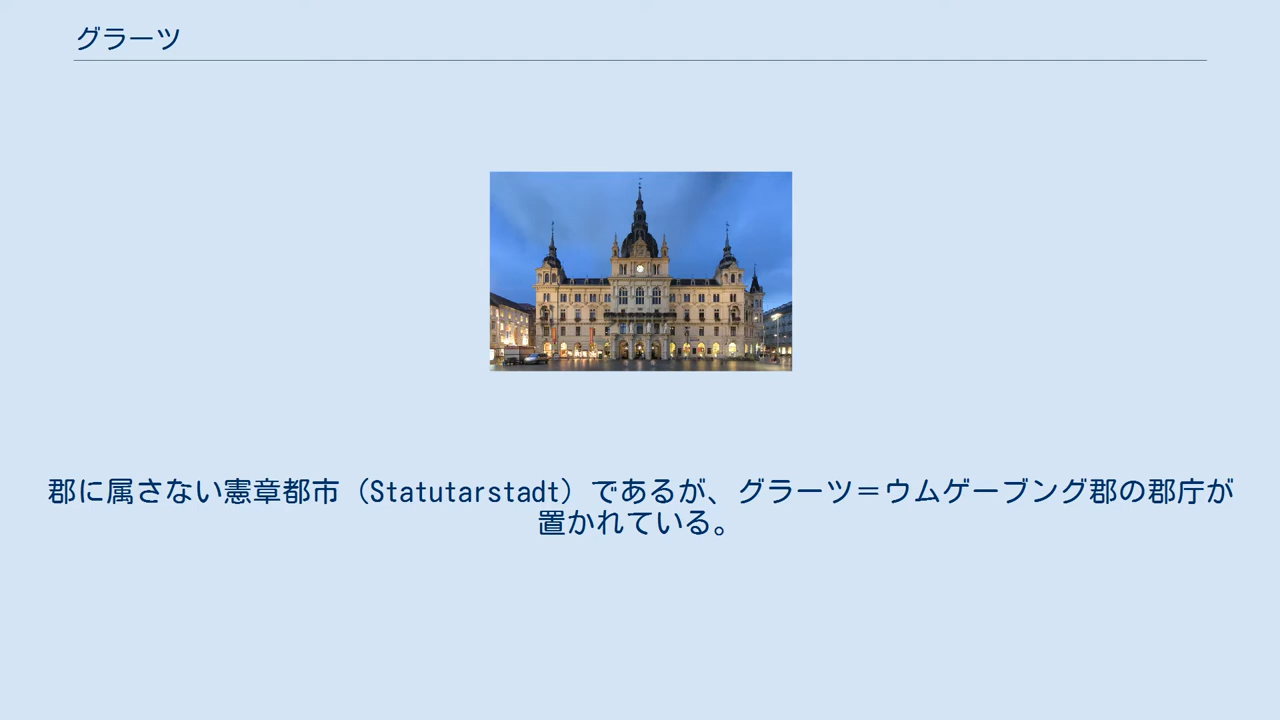 グラーツ
郡に属さない憲章都市（Statutarstadt）であるが、グラーツ＝ウムゲーブング郡の郡庁が
置かれている。